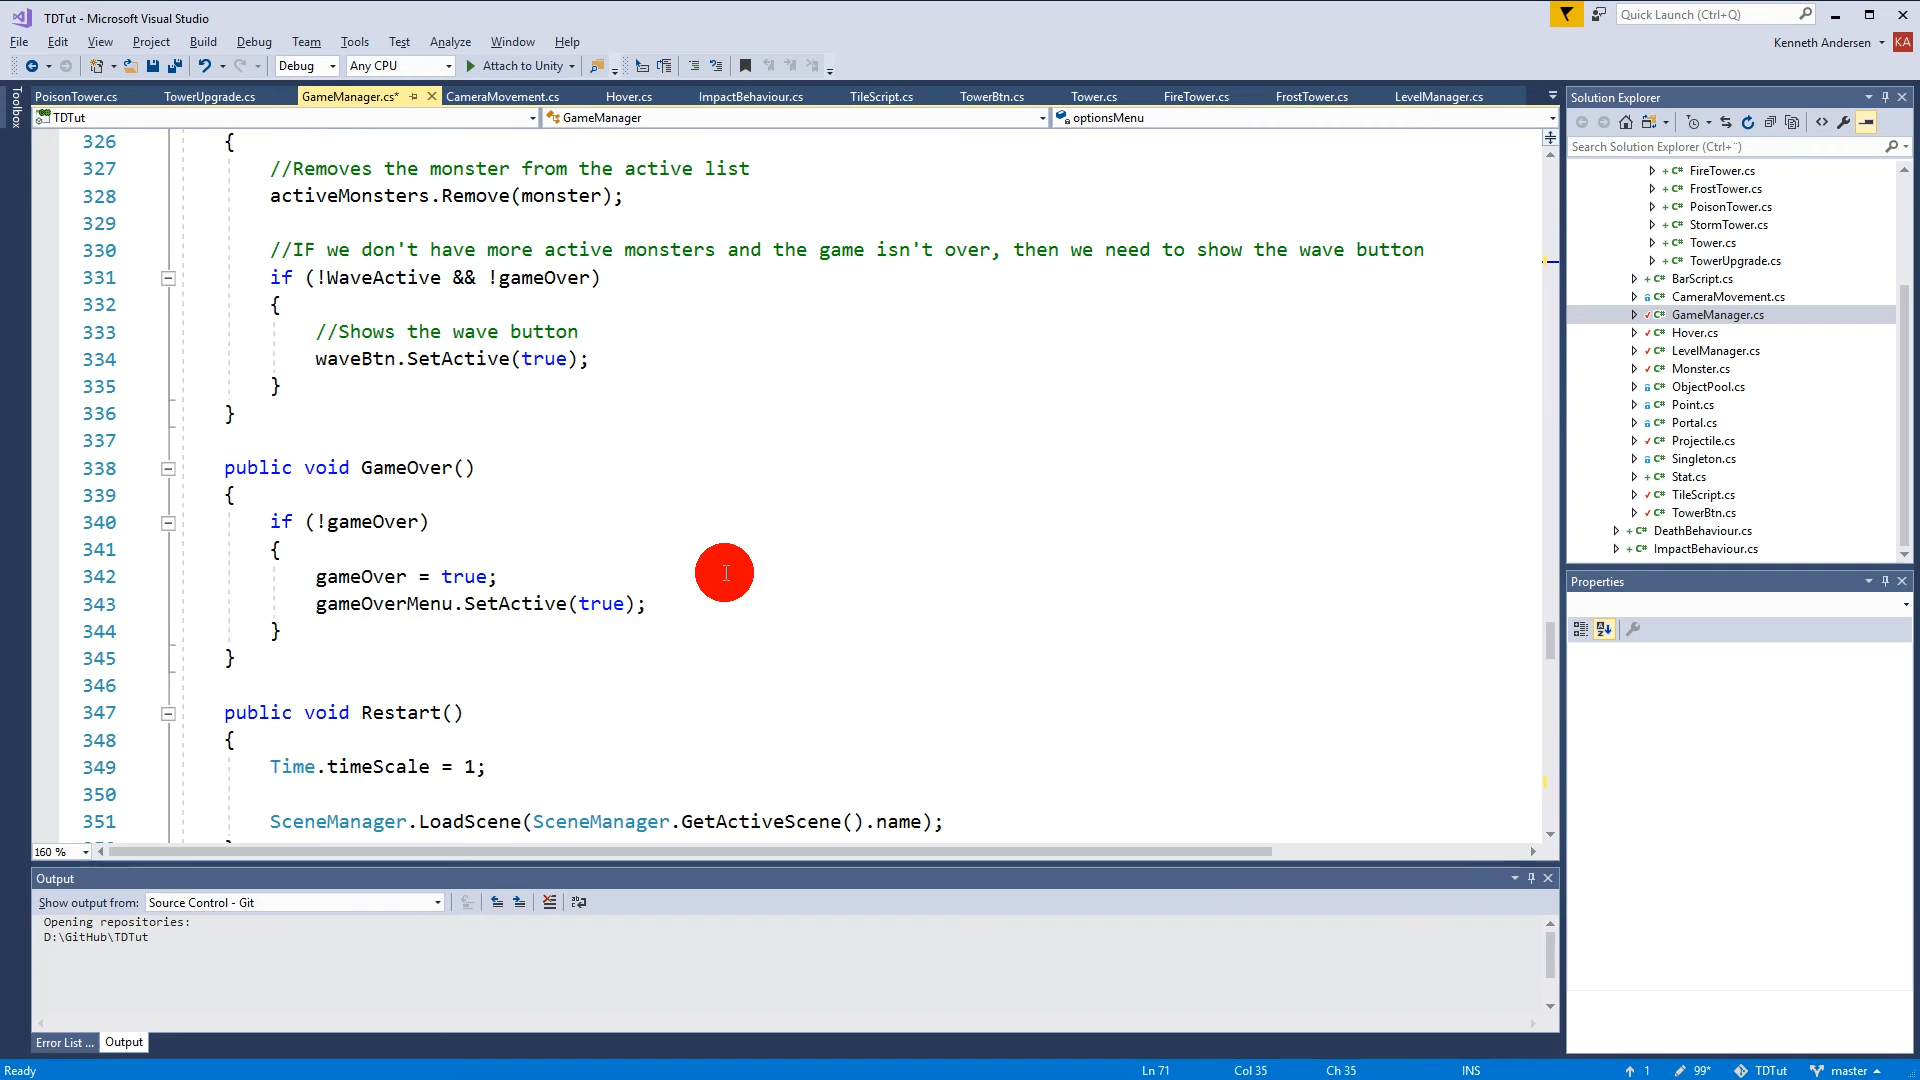 TDTut - Microsoft Visual Studio
Quick Launch (Ctrl+Q)
File Edit View Project Build Debug Team Tools Test Analyze Window Help
Kenneth Andersen KA
Debug Any CPU Attach to Unity
Toolbox
PoisonTower.cs TowerUpgrade.cs GameManager.cs* CameraMovement.cs Hover.cs ImpactBehaviour.cs TileScript.cs TowerBtn.cs Tower.cs FireTower.cs FrostTower.cs LevelManager.cs
TDTut GameManager optionsMenu
326 {
327 //Removes the monster from the active list
328 activeMonsters.Remove(monster);
329
330 //IF we don't have more active monsters and the game isn't over, then we need to show the wave button
331 if (!WaveActive && !gameOver)
332 {
333 //Shows the wave button
334 waveBtn.SetActive(true);
335 }
336 }
337
338 public void GameOver()
339 {
340 if (!gameOver)
341 {
342 gameOver = true;
343 gameOverMenu.SetActive(true);
344 }
345 }
346
347 public void Restart()
348 {
349 Time.timeScale = 1;
350
351 SceneManager.LoadScene(SceneManager.GetActiveScene().name);
160 %
Output
Show output from: Source Control - Git
Opening repositories:
D:\GitHub\TDTut
Error List ... Output
Solution Explorer
Search Solution Explorer (Ctrl+¨)
C# FireTower.cs
C# FrostTower.cs
C# PoisonTower.cs
C# StormTower.cs
C# Tower.cs
C# TowerUpgrade.cs
C# BarScript.cs
C# CameraMovement.cs
C# GameManager.cs
C# Hover.cs
C# LevelManager.cs
C# Monster.cs
C# ObjectPool.cs
C# Point.cs
C# Portal.cs
C# Projectile.cs
C# Singleton.cs
C# Stat.cs
C# TileScript.cs
C# TowerBtn.cs
C# DeathBehaviour.cs
C# ImpactBehaviour.cs
Properties
Ready Ln 71 Col 35 Ch 35 INS 1 99* TDTut master